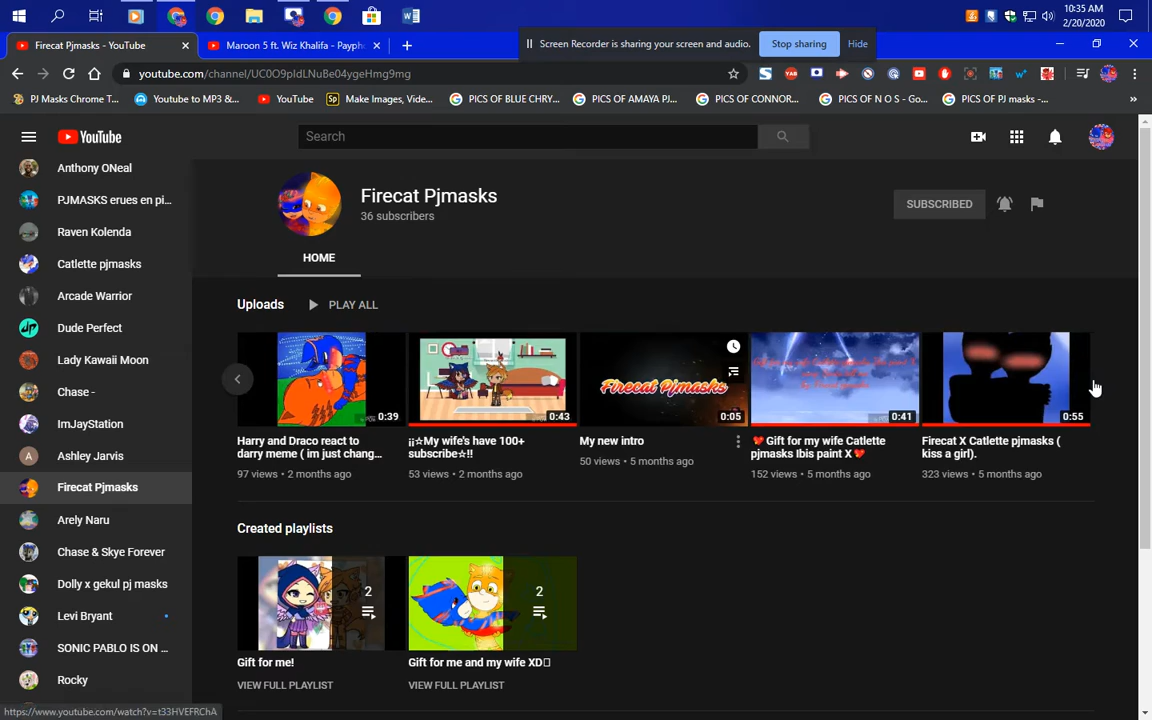 10:35 AM
2/20/2020
Firecat Pjmasks - YouTube
Maroon 5 ft. Wiz Khalifa - Paypho
Screen Recorder is sharing your screen and audio.
Stop sharing
Hide
youtube.com/channel/UC0O9pIdLNuBe04ygeHmg9mg
PJ Masks Chrome T...
Youtube to MP3 &...
YouTube
Make Images, Vide...
PICS OF BLUE CHRY...
PICS OF AMAYA PJ...
PICS OF CONNOR...
PICS OF N O S - Go...
PICS OF PJ masks -...
YouTube
Search
Anthony ONeal
PJMASKS erues en pi...
Raven Kolenda
Catlette pjmasks
Arcade Warrior
Dude Perfect
Lady Kawaii Moon
Chase -
ImJayStation
Ashley Jarvis
Firecat Pjmasks
Arely Naru
Chase & Skye Forever
Dolly x gekul pj masks
Levi Bryant
SONIC PABLO IS ON ...
Rocky
https://www.youtube.com/watch?v=t33HVEFRChA
Firecat Pjmasks
36 subscribers
SUBSCRIBED
HOME
Uploads
PLAY ALL
0:39
Harry and Draco react to
darry meme ( im just chang...
97 views • 2 months ago
0:43
¡¡☆My wife's have 100+
subscribe☆!!
53 views • 2 months ago
Firecat Pjmasks
0:05
My new intro
50 views • 5 months ago
0:41
💖Gift for my wife Catlette
pjmasks Ibis paint X💖
152 views • 5 months ago
0:55
Firecat X Catlette pjmasks (
kiss a girl).
323 views • 5 months ago
Created playlists
2
Gift for me!
VIEW FULL PLAYLIST
2
Gift for me and my wife XD
VIEW FULL PLAYLIST